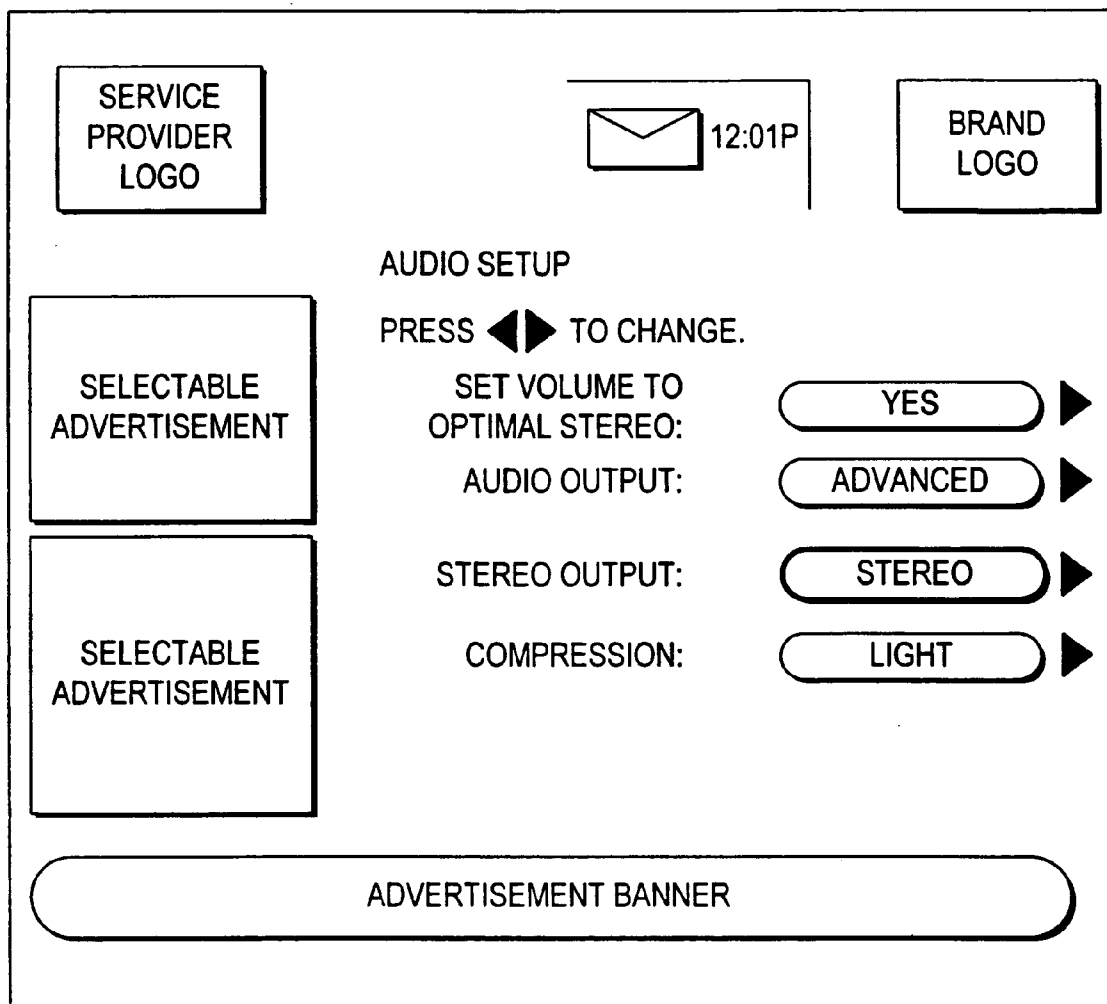 SERVICE
PROVIDER
LOGO
12:01P
BRAND
LOGO
AUDIO SETUP
PRESS ◀▶ TO CHANGE.
SELECTABLE
ADVERTISEMENT
SET VOLUME TO
OPTIMAL STEREO:
YES
AUDIO OUTPUT:
ADVANCED
STEREO OUTPUT:
STEREO
SELECTABLE
ADVERTISEMENT
COMPRESSION:
LIGHT
ADVERTISEMENT BANNER